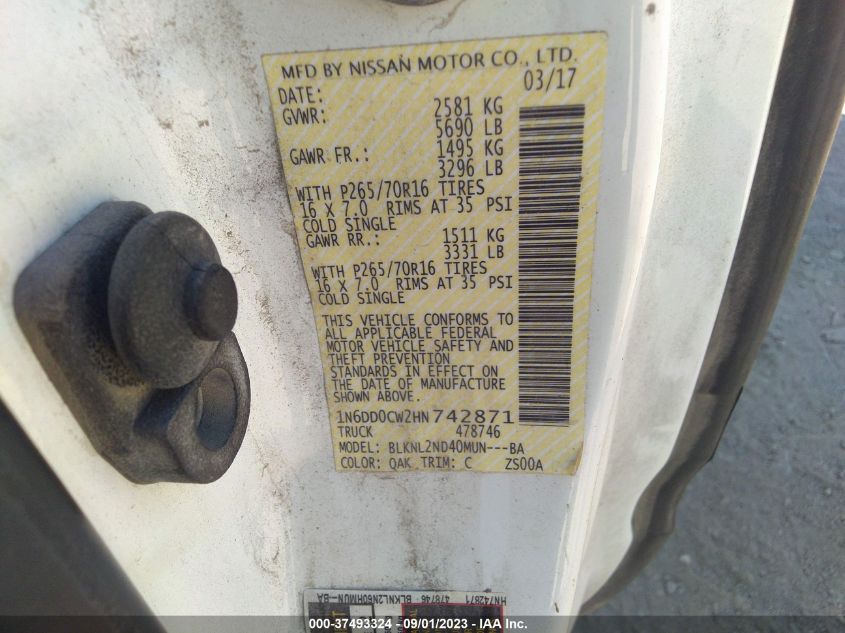 MFD BY NISSAN MOTOR CO., LTD.
DATE: 03/17
GVWR: 2581 KG
5690 LB
GAWR FR.: 1495 KG
3296 LB
WITH P265/70R16 TIRES
16 X 7.0 RIMS AT 35 PSI
COLD SINGLE
GAWR RR.: 1511 KG
3331 LB
WITH P265/70R16 TIRES
16 X 7.0 RIMS AT 35 PSI
COLD SINGLE
THIS VEHICLE CONFORMS TO
ALL APPLICABLE FEDERAL
MOTOR VEHICLE SAFETY AND
THEFT PREVENTION
STANDARDS IN EFFECT ON
THE DATE OF MANUFACTURE
SHOWN ABOVE.
1N6DD0CW2HN742871
TRUCK 478746
MODEL: BLKNL2ND40MUN---BA
COLOR: QAK TRIM: C ZS00A
HN742871 478746 BLKNL2N60HMMUN-BA
000-37493324 - 09/01/2023 - IAA, Inc.